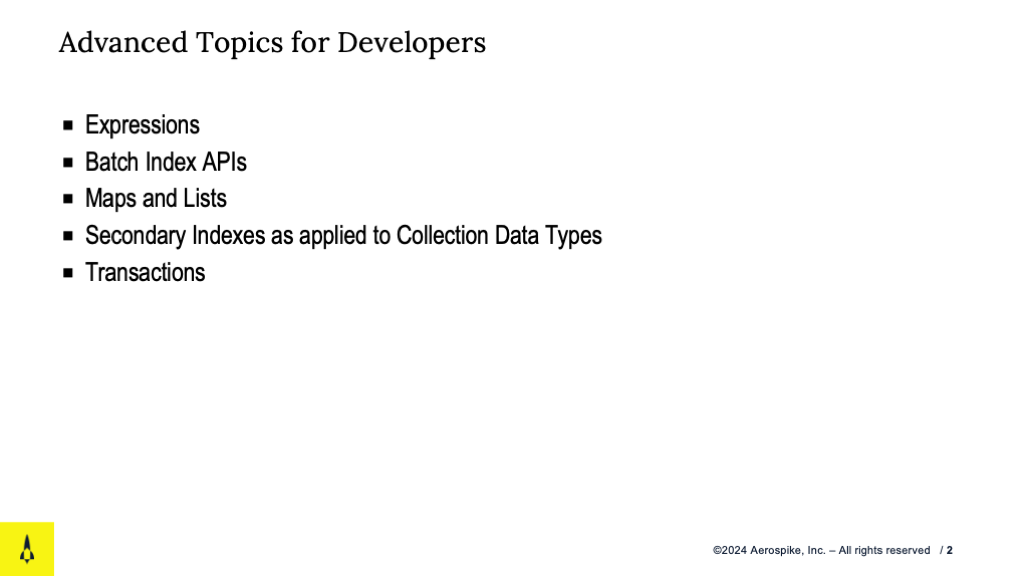 Advanced Topics for Developers
▪ Expressions
▪ Batch Index APIs
▪ Maps and Lists
▪ Secondary Indexes as applied to Collection Data Types
▪ Transactions
©2024 Aerospike, Inc. – All rights reserved / 2